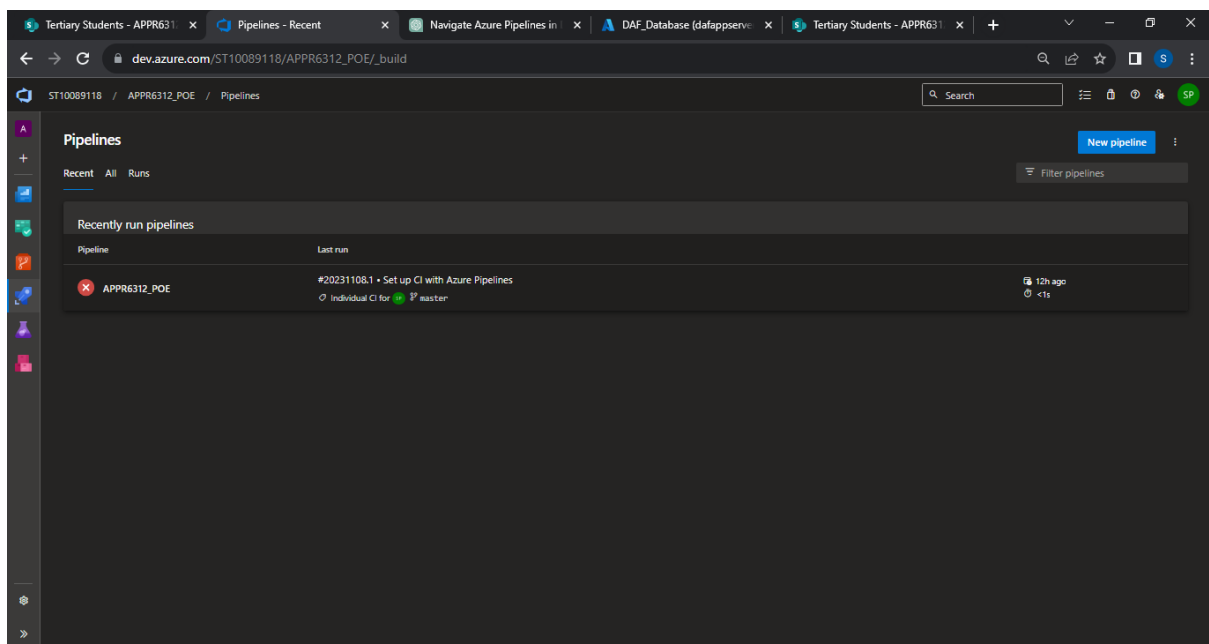 Tertiary Students - APPR631
Pipelines - Recent
Navigate Azure Pipelines in
DAF_Database (dafappserve
Tertiary Students - APPR631
dev.azure.com/ST10089118/APPR6312_POE/_build
S
ST10089118 / APPR6312_POE / Pipelines
Search
SP
A
Pipelines
New pipeline
Recent All Runs
Filter pipelines
Recently run pipelines
Pipeline
Last run
APPR6312_POE
#20231108.1 • Set up CI with Azure Pipelines
12h ago
Individual CI for SP master
<1s